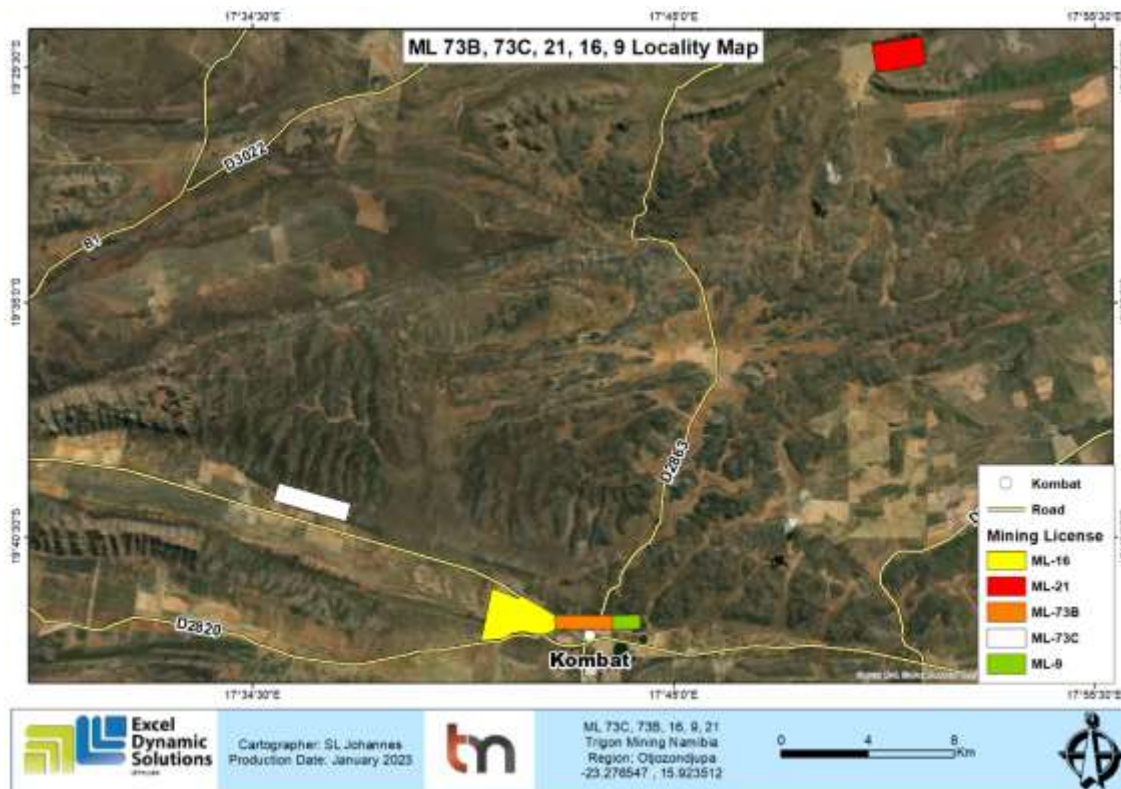 17°34'30"E 17°45'0"E 17°55'30"E
ML 73B, 73C, 21, 16, 9 Locality Map
19°25'30"S
19°25'30"S
D3022
B1
19°36'0"S
D2863
Kombat
Road
Mining License
ML-16
ML-21
ML-73B
ML-73C
ML-9
D2820
Kombat
17°34'30"E 17°45'0"E 17°55'30"E
Excel
Dynamic
Solutions
Cartographer: SL Johannes
Production Date: January 2023
tm
ML 73C, 73B, 16, 9, 21
Trigon Mining Namibia
Region: Otjozondjupa
-23.276547 , 15.923512
0 4 8
Km